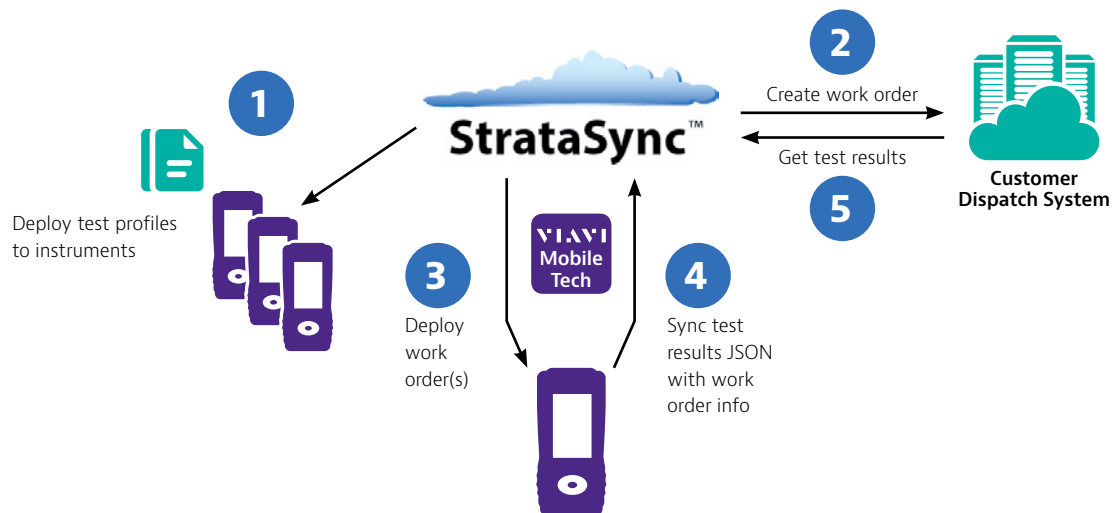 1
Deploy test profiles
to instruments
StrataSync™
2
Create work order
Get test results
5
Customer
Dispatch System
VIAVI
Mobile
Tech
3
Deploy
work
order(s)
4
Sync test
results JSON
with work
order info